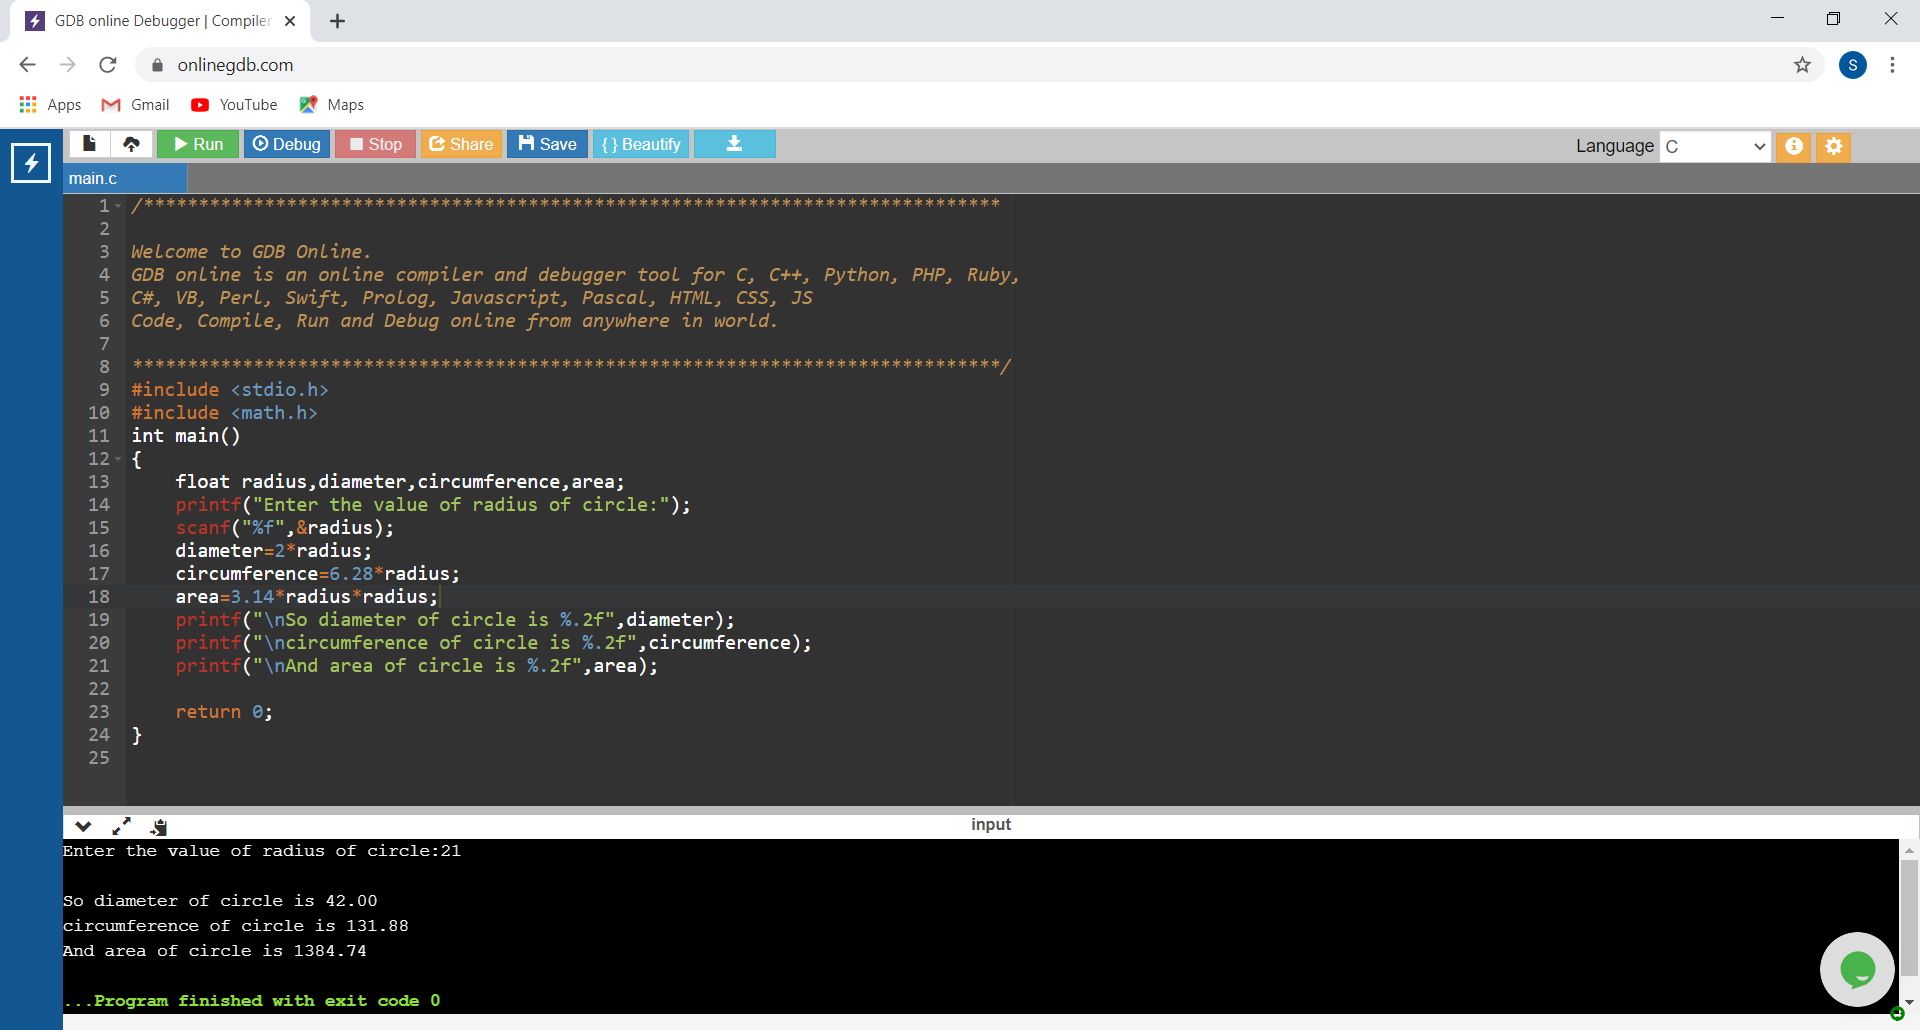 GDB online Debugger | Compiler
onlinegdb.com
S
Apps Gmail YouTube Maps
Run Debug Stop Share Save { } Beautify Language C
main.c
1 /******************************************************************************
2
3 Welcome to GDB Online.
4 GDB online is an online compiler and debugger tool for C, C++, Python, PHP, Ruby,
5 C#, VB, Perl, Swift, Prolog, Javascript, Pascal, HTML, CSS, JS
6 Code, Compile, Run and Debug online from anywhere in world.
7
8 *******************************************************************************/
9 #include <stdio.h>
10 #include <math.h>
11 int main()
12 {
13 float radius,diameter,circumference,area;
14 printf("Enter the value of radius of circle:");
15 scanf("%f",&radius);
16 diameter=2*radius;
17 circumference=6.28*radius;
18 area=3.14*radius*radius;
19 printf("\nSo diameter of circle is %.2f",diameter);
20 printf("\ncircumference of circle is %.2f",circumference);
21 printf("\nAnd area of circle is %.2f",area);
22
23 return 0;
24 }
25
input
Enter the value of radius of circle:21
So diameter of circle is 42.00
circumference of circle is 131.88
And area of circle is 1384.74
...Program finished with exit code 0